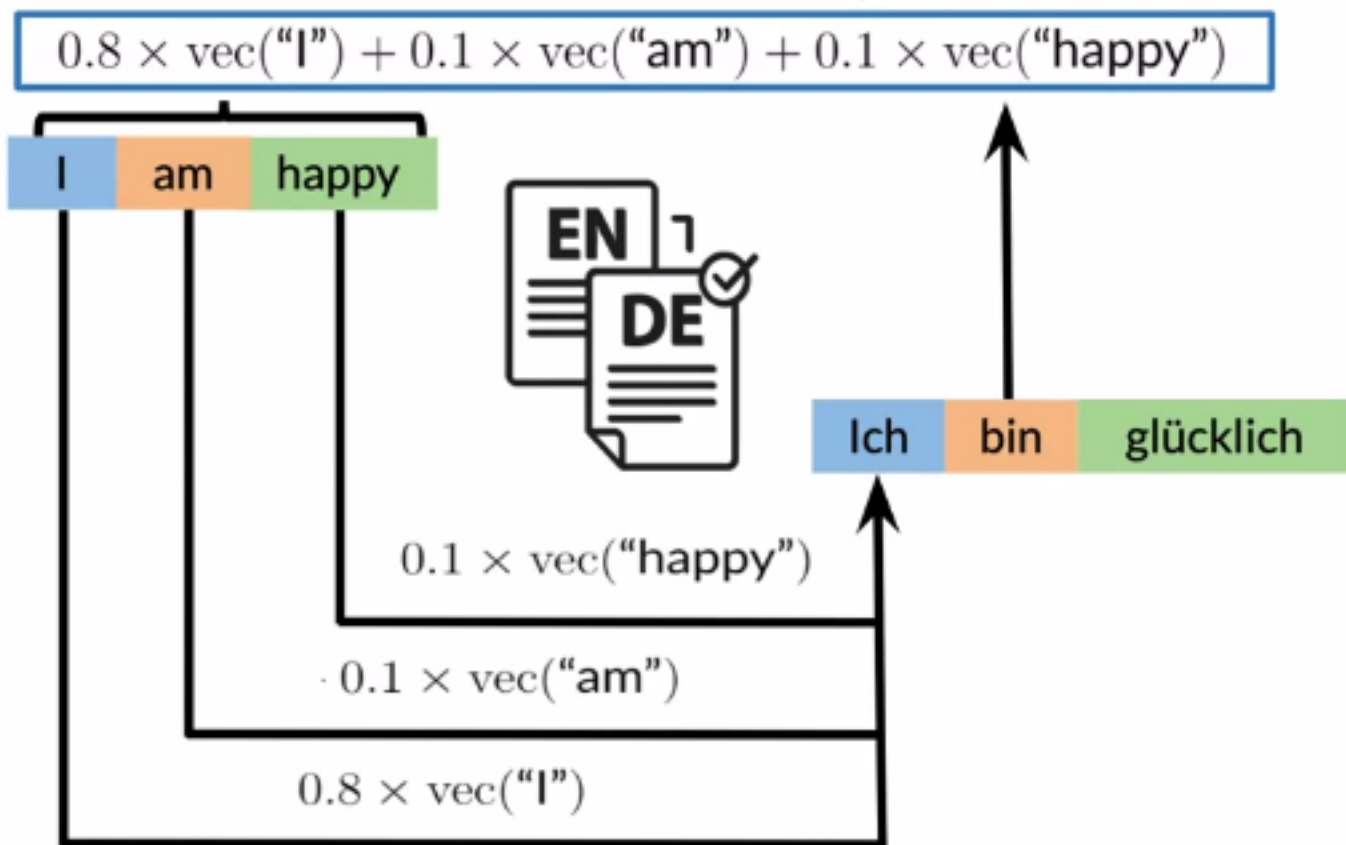 0.8 × vec(“I”) + 0.1 × vec(“am”) + 0.1 × vec(“happy”)
I am happy
EN
DE
Ich bin glücklich
0.1 × vec(“happy”)
0.1 × vec(“am”)
0.8 × vec(“I”)